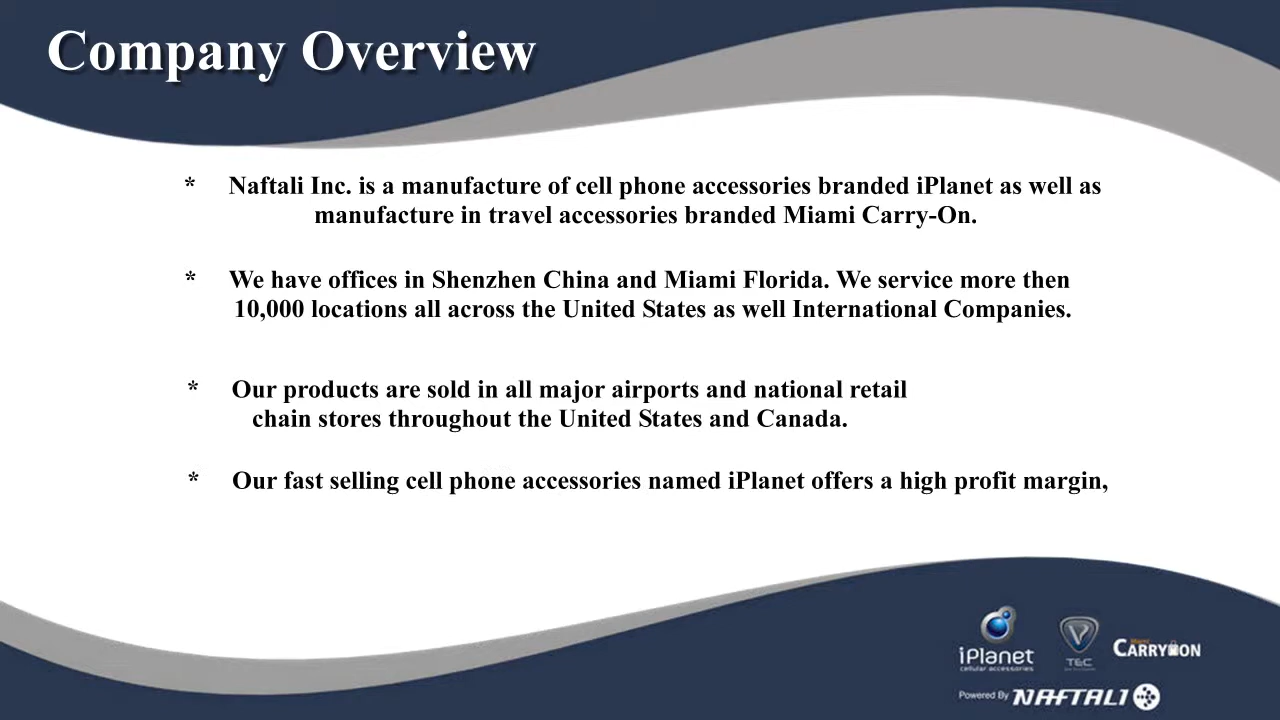 Company Overview
* Naftali Inc. is a manufacture of cell phone accessories branded iPlanet as well as
manufacture in travel accessories branded Miami Carry-On.
* We have offices in Shenzhen China and Miami Florida. We service more then
10,000 locations all across the United States as well International Companies.
* Our products are sold in all major airports and national retail
chain stores throughout the United States and Canada.
* Our fast selling cell phone accessories named iPlanet offers a high profit margin,
iPlanet
cellular accessories
TEC
Miami
CARRY ON
Powered By NAFTALI